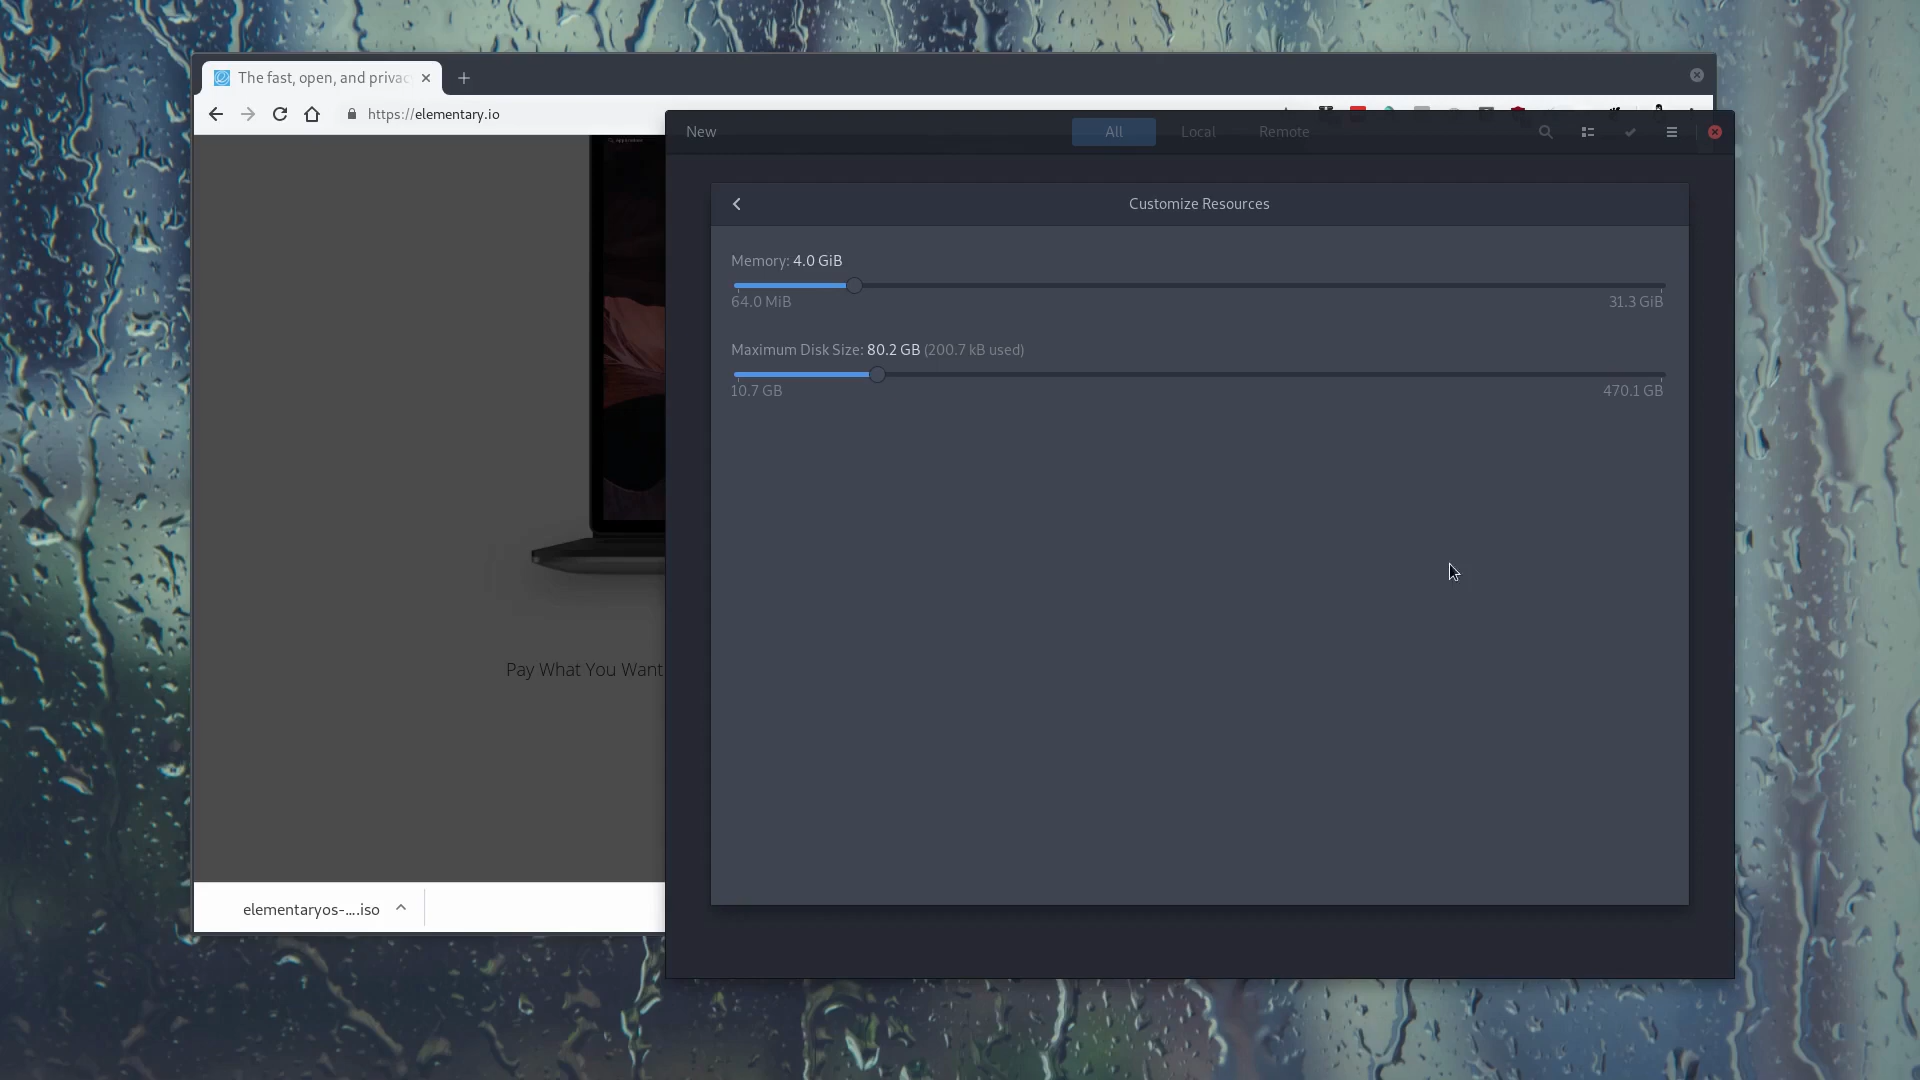 The fast, open, and privac
https://elementary.io
New
All
Local
Remote
Customize Resources
Memory: 4.0 GiB
64.0 MiB
31.3 GiB
Maximum Disk Size: 80.2 GB (200.7 kB used)
10.7 GB
470.1 GB
Pay What You Want
elementaryos-....iso